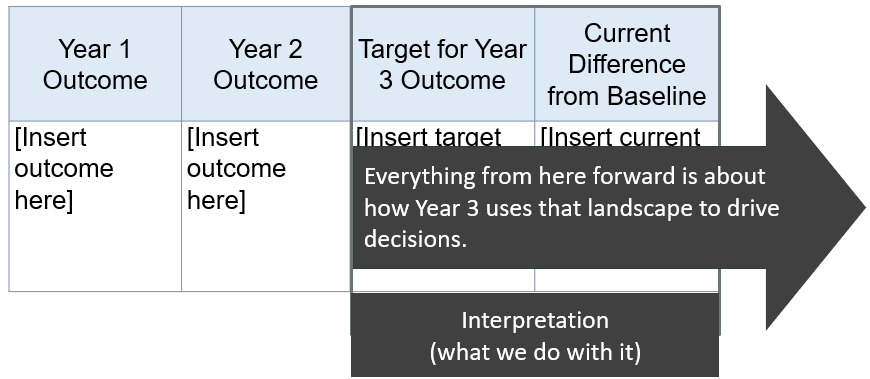 Year 1
Outcome
Year 2
Outcome
Target for Year
3 Outcome
Current
Difference
from Baseline
[Insert
outcome
here]
[Insert
outcome
here]
[Insert target
[Insert current
Everything from here forward is about
how Year 3 uses that landscape to drive
decisions.
Interpretation
(what we do with it)